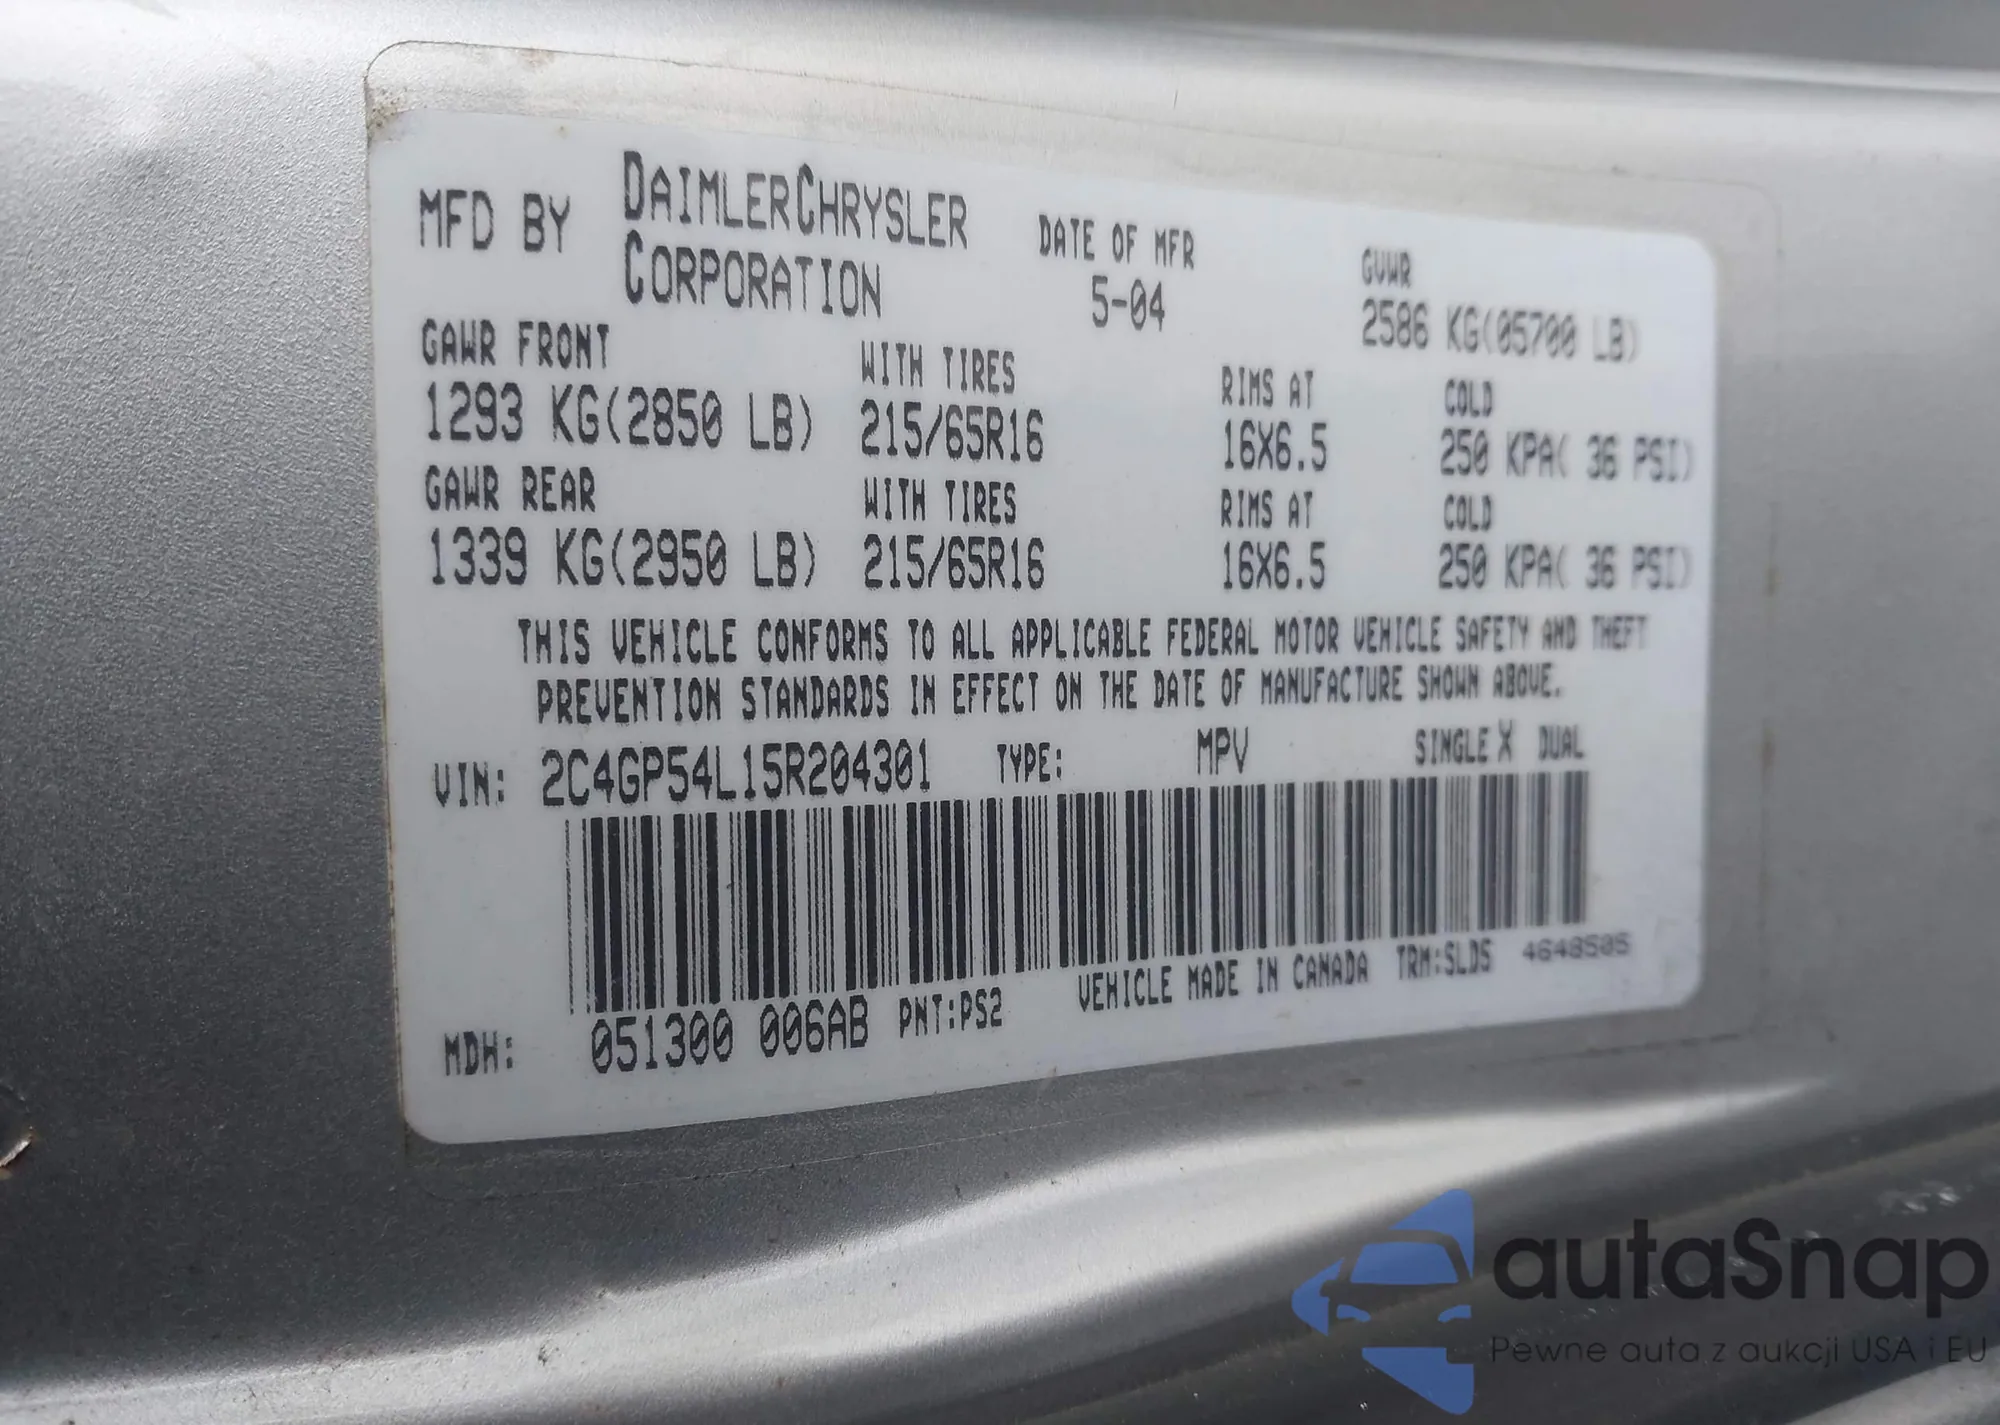 MFD BY DAIMLERCHRYSLER CORPORATION
DATE OF MFR 5-04
GVWR 2586 KG(05700 LB)
GAWR FRONT WITH TIRES RIMS AT COLD
1293 KG(2850 LB) 215/65R16 16X6.5 250 KPA( 36 PSI)
GAWR REAR WITH TIRES RIMS AT COLD
1339 KG(2950 LB) 215/65R16 16X6.5 250 KPA( 36 PSI)
THIS VEHICLE CONFORMS TO ALL APPLICABLE FEDERAL MOTOR VEHICLE SAFETY AND THEFT
PREVENTION STANDARDS IN EFFECT ON THE DATE OF MANUFACTURE SHOWN ABOVE.
VIN: 2C4GP54L15R204301 TYPE: MPV SINGLE X DUAL
MDH: 051300 006AB PNT:PS2 VEHICLE MADE IN CANADA TRM:SLD5 4648505
autaSnap
Pewne auta z aukcji USA i EU